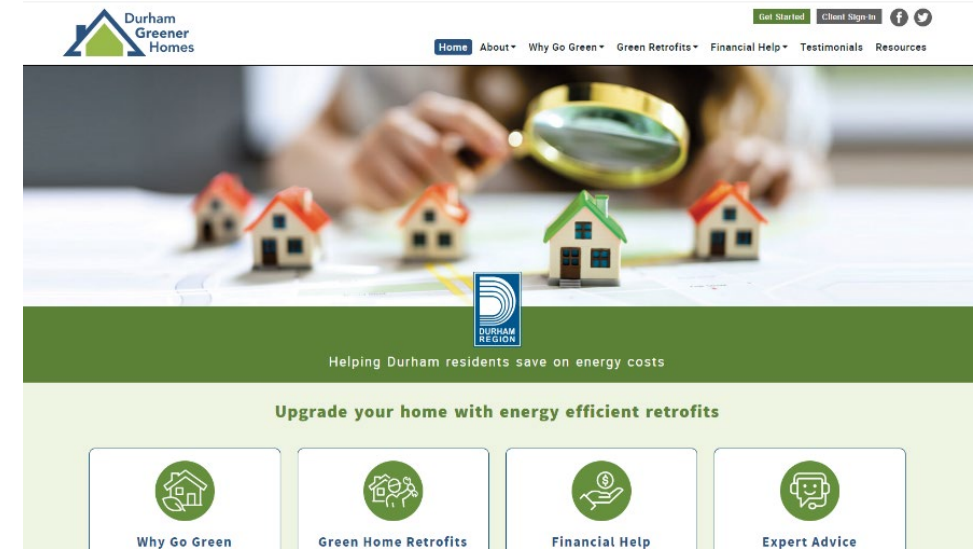 Durham
Greener
Homes
Get Started Client Sign-In
Home About Why Go Green Green Retrofits Financial Help Testimonials Resources
DURHAM
REGION
Helping Durham residents save on energy costs
Upgrade your home with energy efficient retrofits
Why Go Green Green Home Retrofits Financial Help Expert Advice